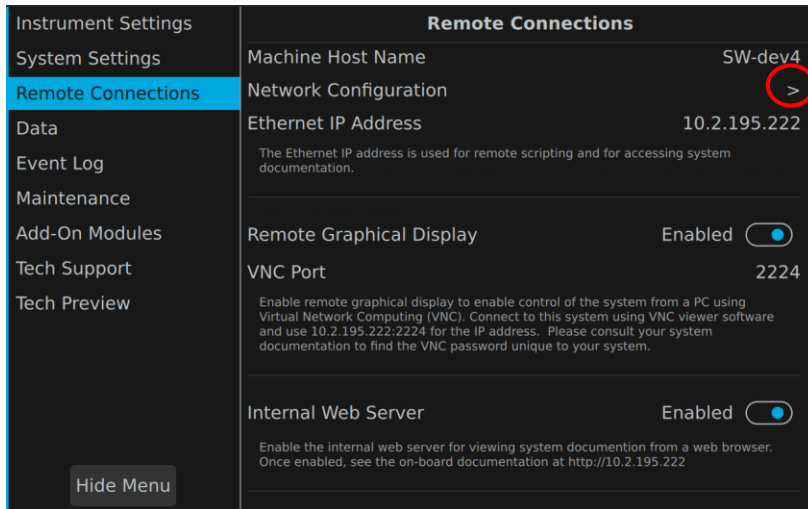 Instrument Settings
System Settings
Remote Connections
Data
Event Log
Maintenance
Add-On Modules
Tech Support
Tech Preview
Hide Menu
Remote Connections
Machine Host Name SW-dev4
Network Configuration >
Ethernet IP Address 10.2.195.222
The Ethernet IP address is used for remote scripting and for accessing system
documentation.
Remote Graphical Display Enabled
VNC Port 2224
Enable remote graphical display to enable control of the system from a PC using
Virtual Network Computing (VNC). Connect to this system using VNC viewer software
and use 10.2.195.222:2224 for the IP address.  Please consult your system
documentation to find the VNC password unique to your system.
Internal Web Server Enabled
Enable the internal web server for viewing system documention from a web browser.
Once enabled, see the on-board documentation at http://10.2.195.222